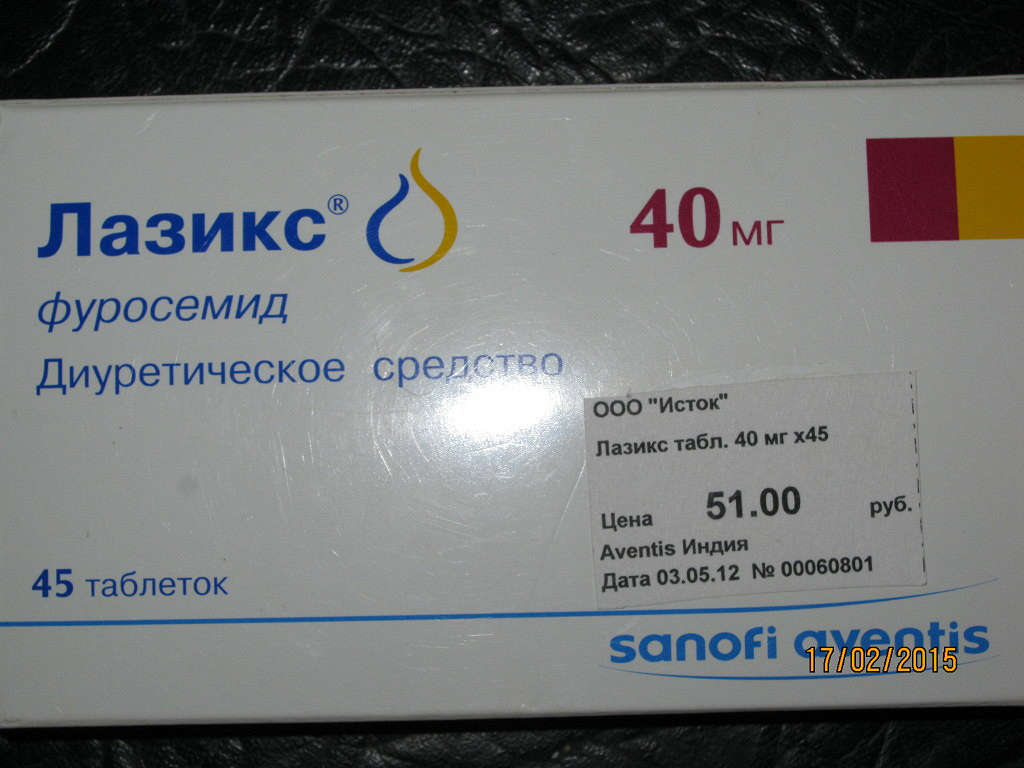 Лазикс®
40 мг
фуросемид
Диуретическое средство
ООО "Исток"
Лазикс табл. 40 мг x45
Цена 51.00 руб.
Aventis Индия
Дата 03.05.12 № 00060801
45 таблеток
sanofi aventis
17/02/2015